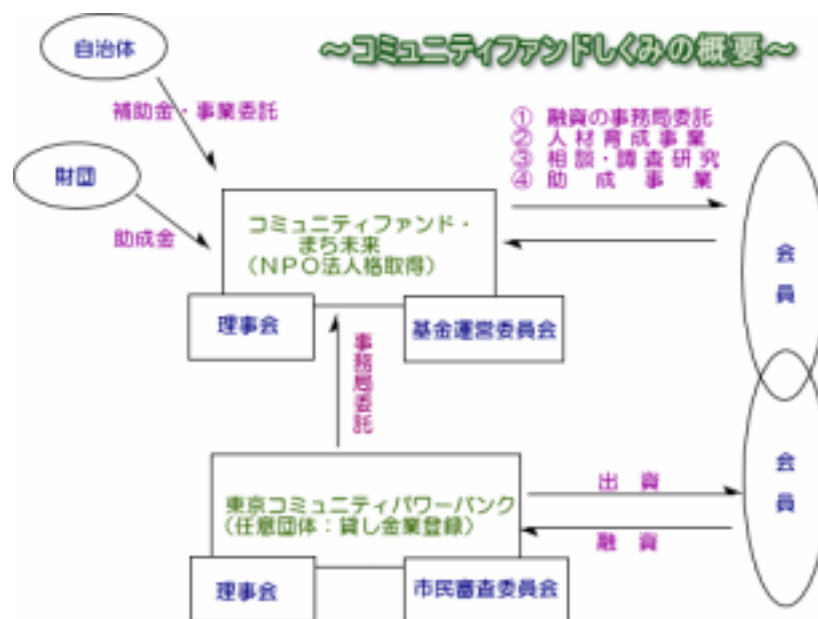 自治体
～コミュニティファンドしくみの概要～
補助金・事業委託
① 融資の事務局委託
② 人材育成事業
③ 相談・調査研究
④ 助成事業
財団
助成金
コミュニティファンド・
まち未来
（NPO法人格取得）
会員
理事会
基金運営委員会
事務局委託
東京コミュニティパワーバンク
（任意団体：貸し金業登録）
出資
融資
会員
理事会
市民審査委員会